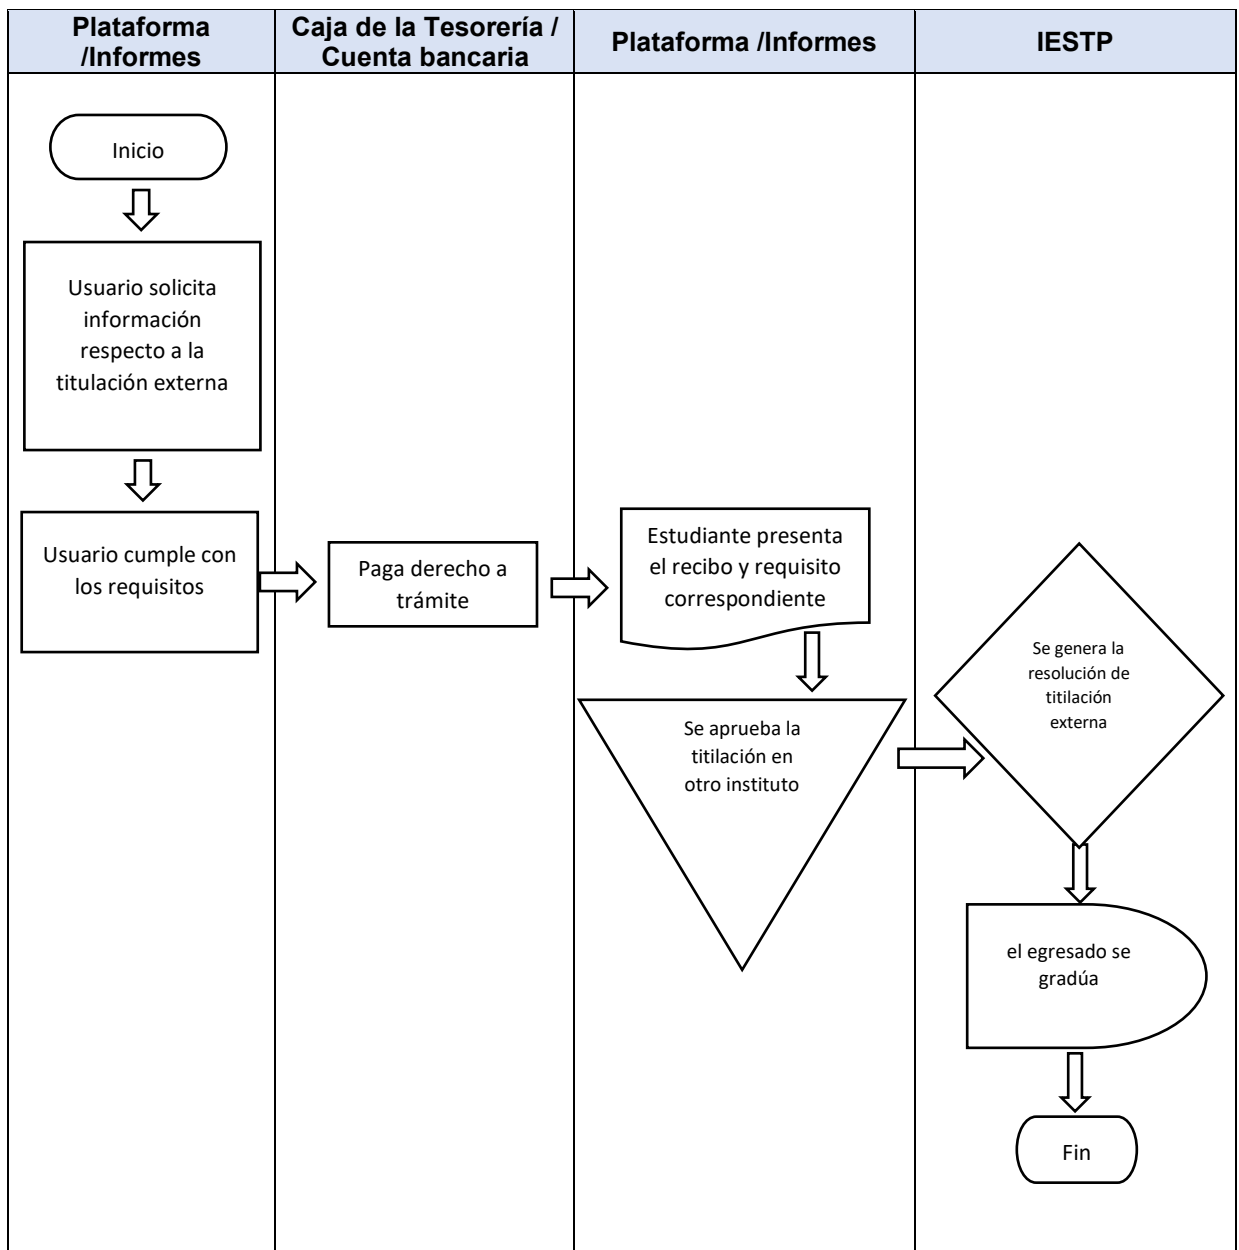 Plataforma
/Informes
Caja de la Tesorería /
Cuenta bancaria
Plataforma /Informes
IESTP
Inicio
Usuario solicita
información
respecto a la
titulación externa
Usuario cumple con
los requisitos
Paga derecho a
trámite
Estudiante presenta
el recibo y requisito
correspondiente
Se aprueba la
titilación en
otro instituto
Se genera la
resolución de
titilación
externa
el egresado se
gradúa
Fin